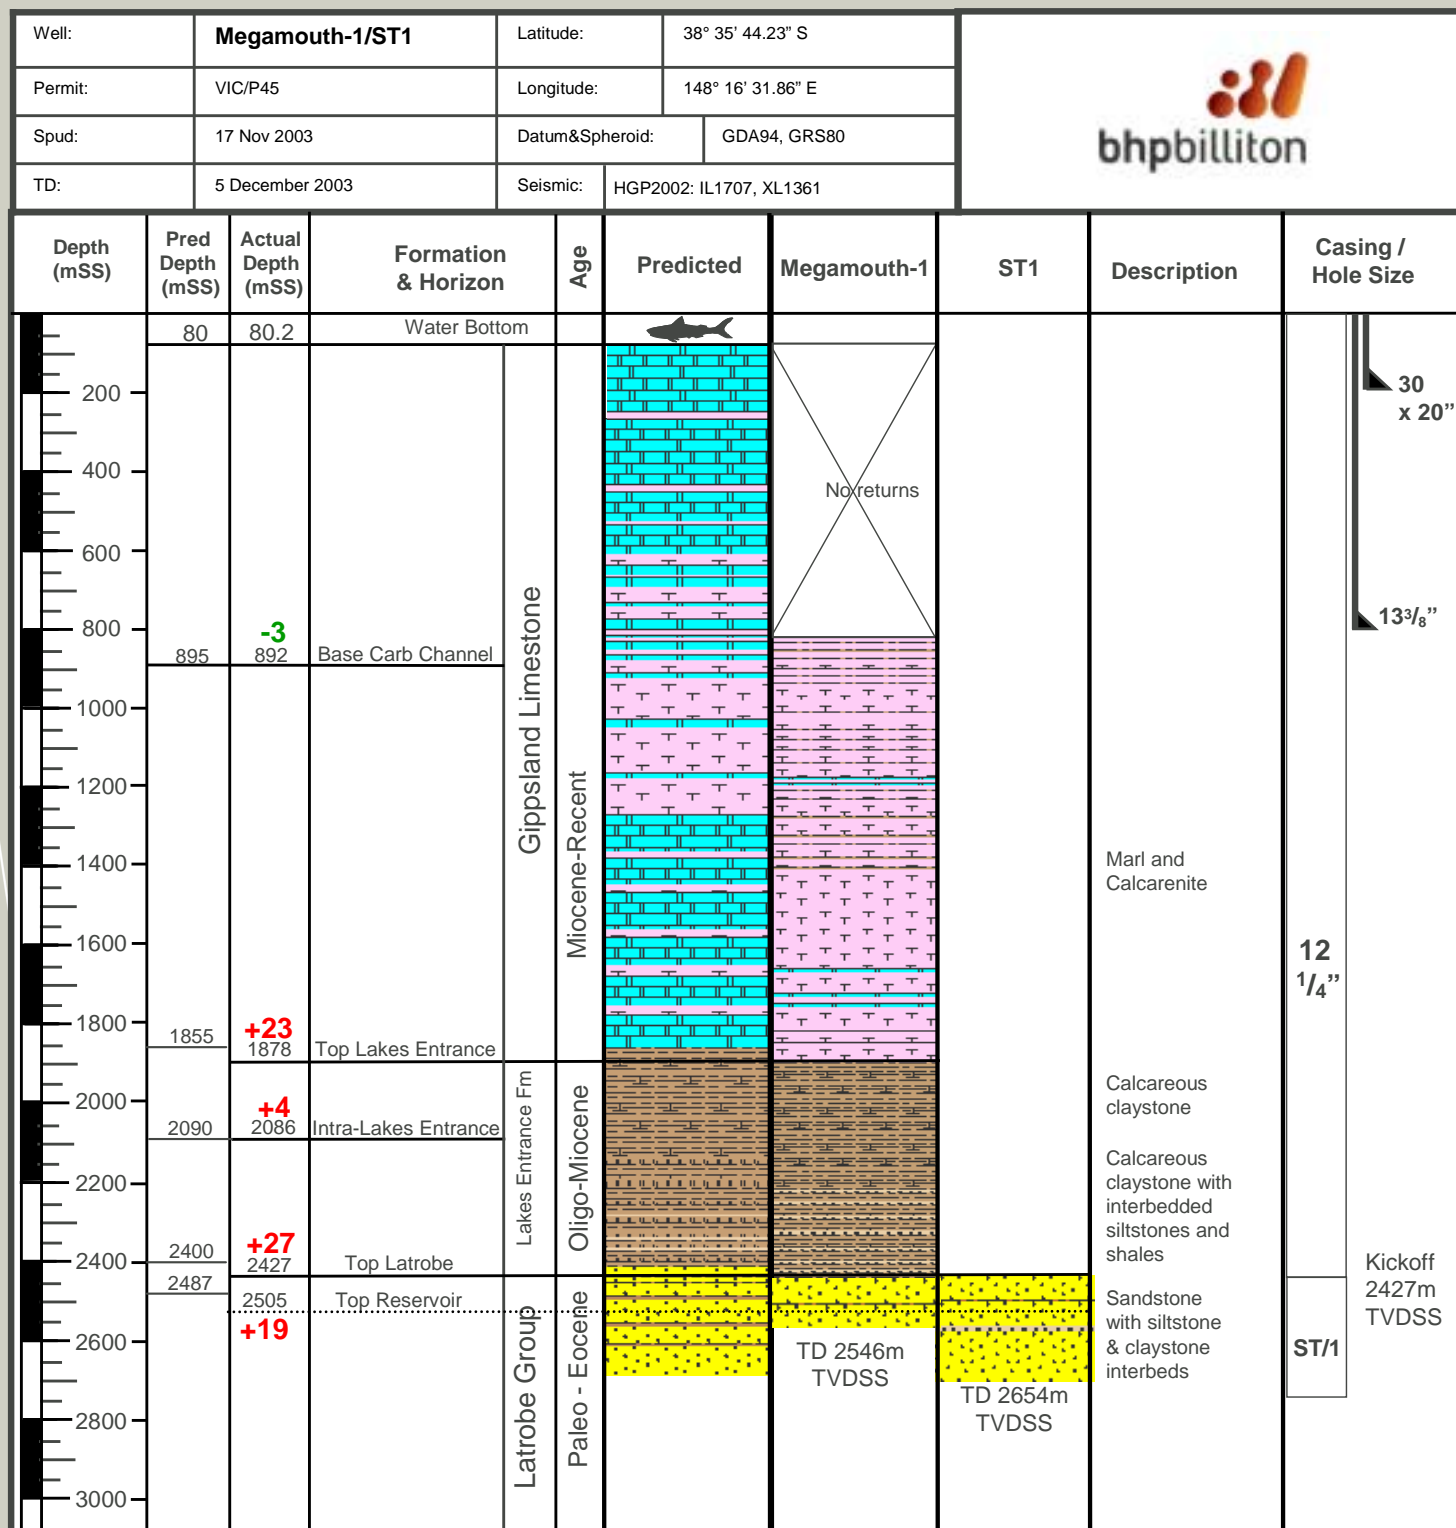 Well:
Megamouth-1/ST1
Latitude:
38° 35’ 44.23” S
Permit:
VIC/P45
Longitude:
148° 16’ 31.86” E
Spud:
17 Nov 2003
Datum&Spheroid:
GDA94, GRS80
TD:
5 December 2003
Seismic:
HGP2002: IL1707, XL1361
bhpbilliton
Depth
(mSS)
Pred
Depth
(mSS)
Actual
Depth
(mSS)
Formation
& Horizon
Age
Predicted
Megamouth-1
ST1
Description
Casing /
Hole Size
80
80.2
Water Bottom
200
400
600
800
1000
1200
1400
1600
1800
2000
2200
2400
2600
2800
3000
-3
895
892
Base Carb Channel
+23
1855
1878
Top Lakes Entrance
+4
2090
2086
Intra-Lakes Entrance
+27
2400
2427
Top Latrobe
2487
2505
Top Reservoir
+19
Gippsland Limestone
Lakes Entrance Fm
Latrobe Group
Miocene-Recent
Oligo-Miocene
Paleo - Eocene
No returns
TD 2546m
TVDSS
TD 2654m
TVDSS
Marl and
Calcarenite
Calcareous
claystone
Calcareous
claystone with
interbedded
siltstones and
shales
Sandstone
with siltstone
& claystone
interbeds
30
x 20”
13³/₈”
12
¹/₄”
ST/1
Kickoff
2427m
TVDSS